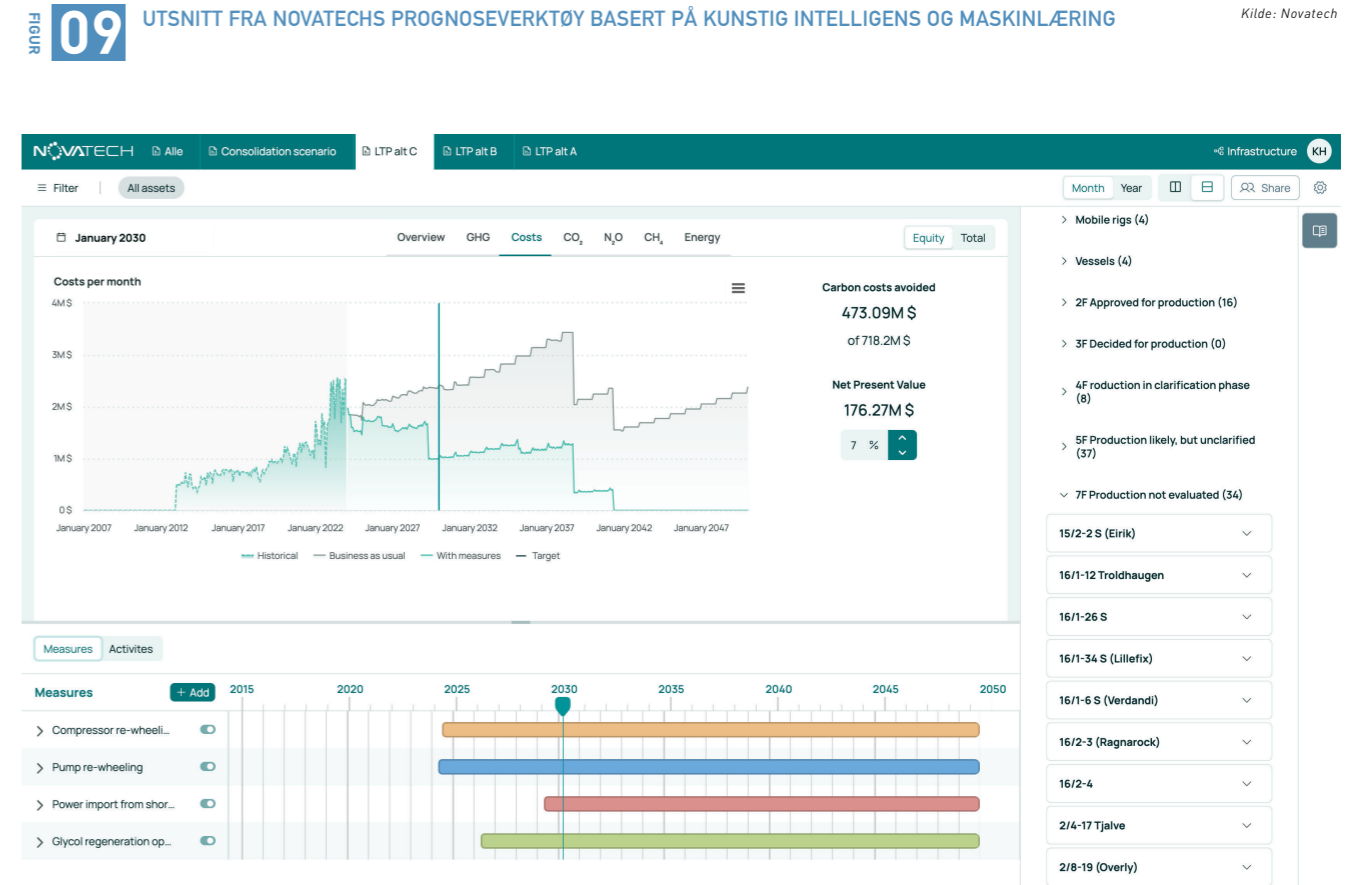 FIGUR
09
UTSNITT FRA NOVATECHS PROGNOSEVERKTØY BASERT PÅ KUNSTIG INTELLIGENS OG MASKINLÆRING
Kilde: Novatech
NOVATECH
Alle
Consolidation scenario
LTP alt C
LTP alt B
LTP alt A
Infrastructure
KH
Filter
All assets
Month
Year
Share
January 2030
Overview
GHG
Costs
CO₂
N₂O
CH₄
Energy
Equity
Total
Costs per month
4M $
3M $
2M $
1M $
0 $
January 2007
January 2012
January 2017
January 2022
January 2027
January 2032
January 2037
January 2042
January 2047
Historical
Business as usual
With measures
Target
Carbon costs avoided
473.09M $
of 718.2M $
Net Present Value
176.27M $
7 %
Mobile rigs (4)
Vessels (4)
2F Approved for production (16)
3F Decided for production (0)
4F roduction in clarification phase
(8)
5F Production likely, but unclarified
(37)
7F Production not evaluated (34)
15/2-2 S (Eirik)
16/1-12 Troldhaugen
16/1-26 S
16/1-34 S (Lillefix)
16/1-6 S (Verdandi)
16/2-3 (Ragnarock)
16/2-4
2/4-17 Tjalve
2/8-19 (Overly)
Measures
Activites
Measures
+ Add
2015
2020
2025
2030
2035
2040
2045
2050
Compressor re-wheeli...
Pump re-wheeling
Power import from shor...
Glycol regeneration op...